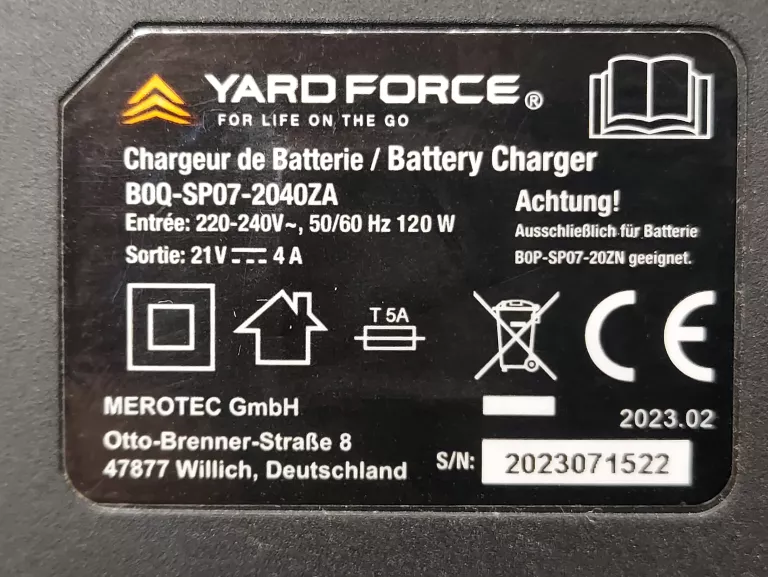 YARD FORCE®
FOR LIFE ON THE GO
Chargeur de Batterie / Battery Charger
B0Q-SP07-2040ZA
Entrée: 220-240V~, 50/60 Hz 120 W
Sortie: 21V⎓ 4 A
Achtung!
Ausschließlich für Batterie
B0P-SP07-20ZN geeignet.
T 5A
CE
MEROTEC GmbH
Otto-Brenner-Straße 8
47877 Willich, Deutschland
2023.02
S/N: 2023071522